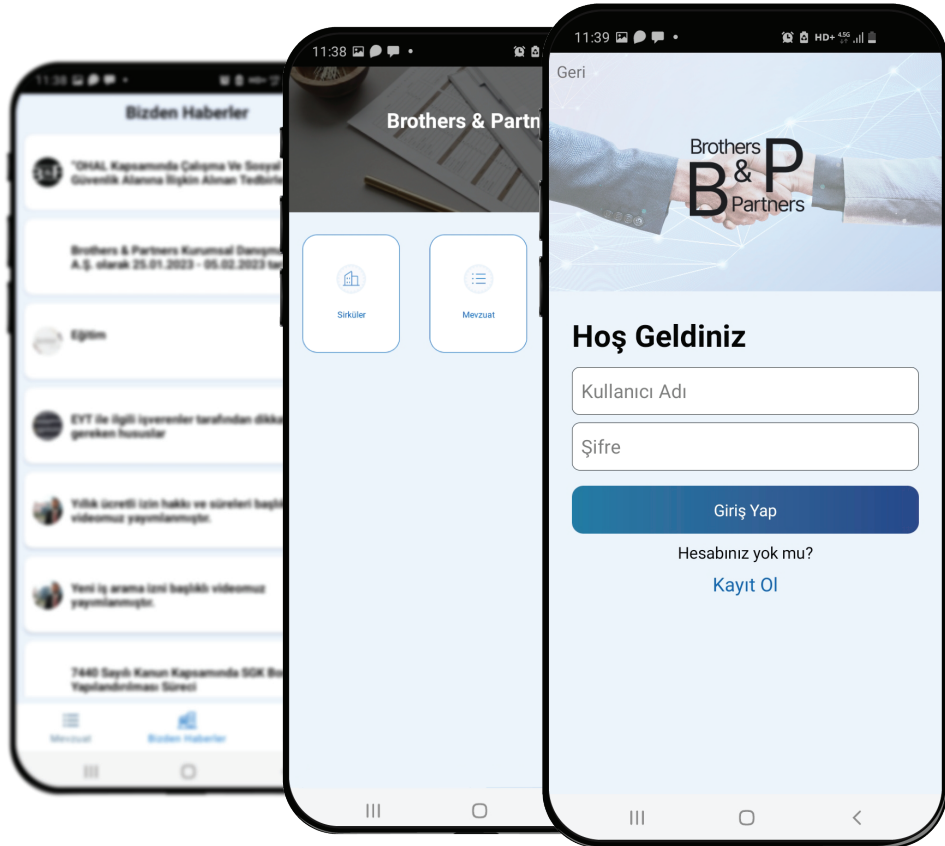 11:38
Bizden Haberler
"OHAL Kapsamında Çalışma Ve Sosyal
Güvenlik Alanına İlişkin Alınan Tedbirle
Brothers & Partners Kurumsal Danışma
A.Ş. olarak 25.01.2023 - 05.02.2023 tar
Eğitim
EYT ile ilgili işverenler tarafından dikka
gereken hususlar
Yıllık ücretli izin hakkı ve süreleri başlık
videomuz yayımlanmıştır.
Yeni iş arama izni başlıklı videomuz
yayımlanmıştır.
7440 Sayılı Kanun Kapsamında SGK Bo
Yapılandırılması Süreci
Mevzuat
Bizden Haberler
11:38
Brothers & Partn
Sirküler
Mevzuat
11:39
HD+ 4.5G
Geri
Brothers
B & P
Partners
Hoş Geldiniz
Kullanıcı Adı
Şifre
Giriş Yap
Hesabınız yok mu?
Kayıt Ol